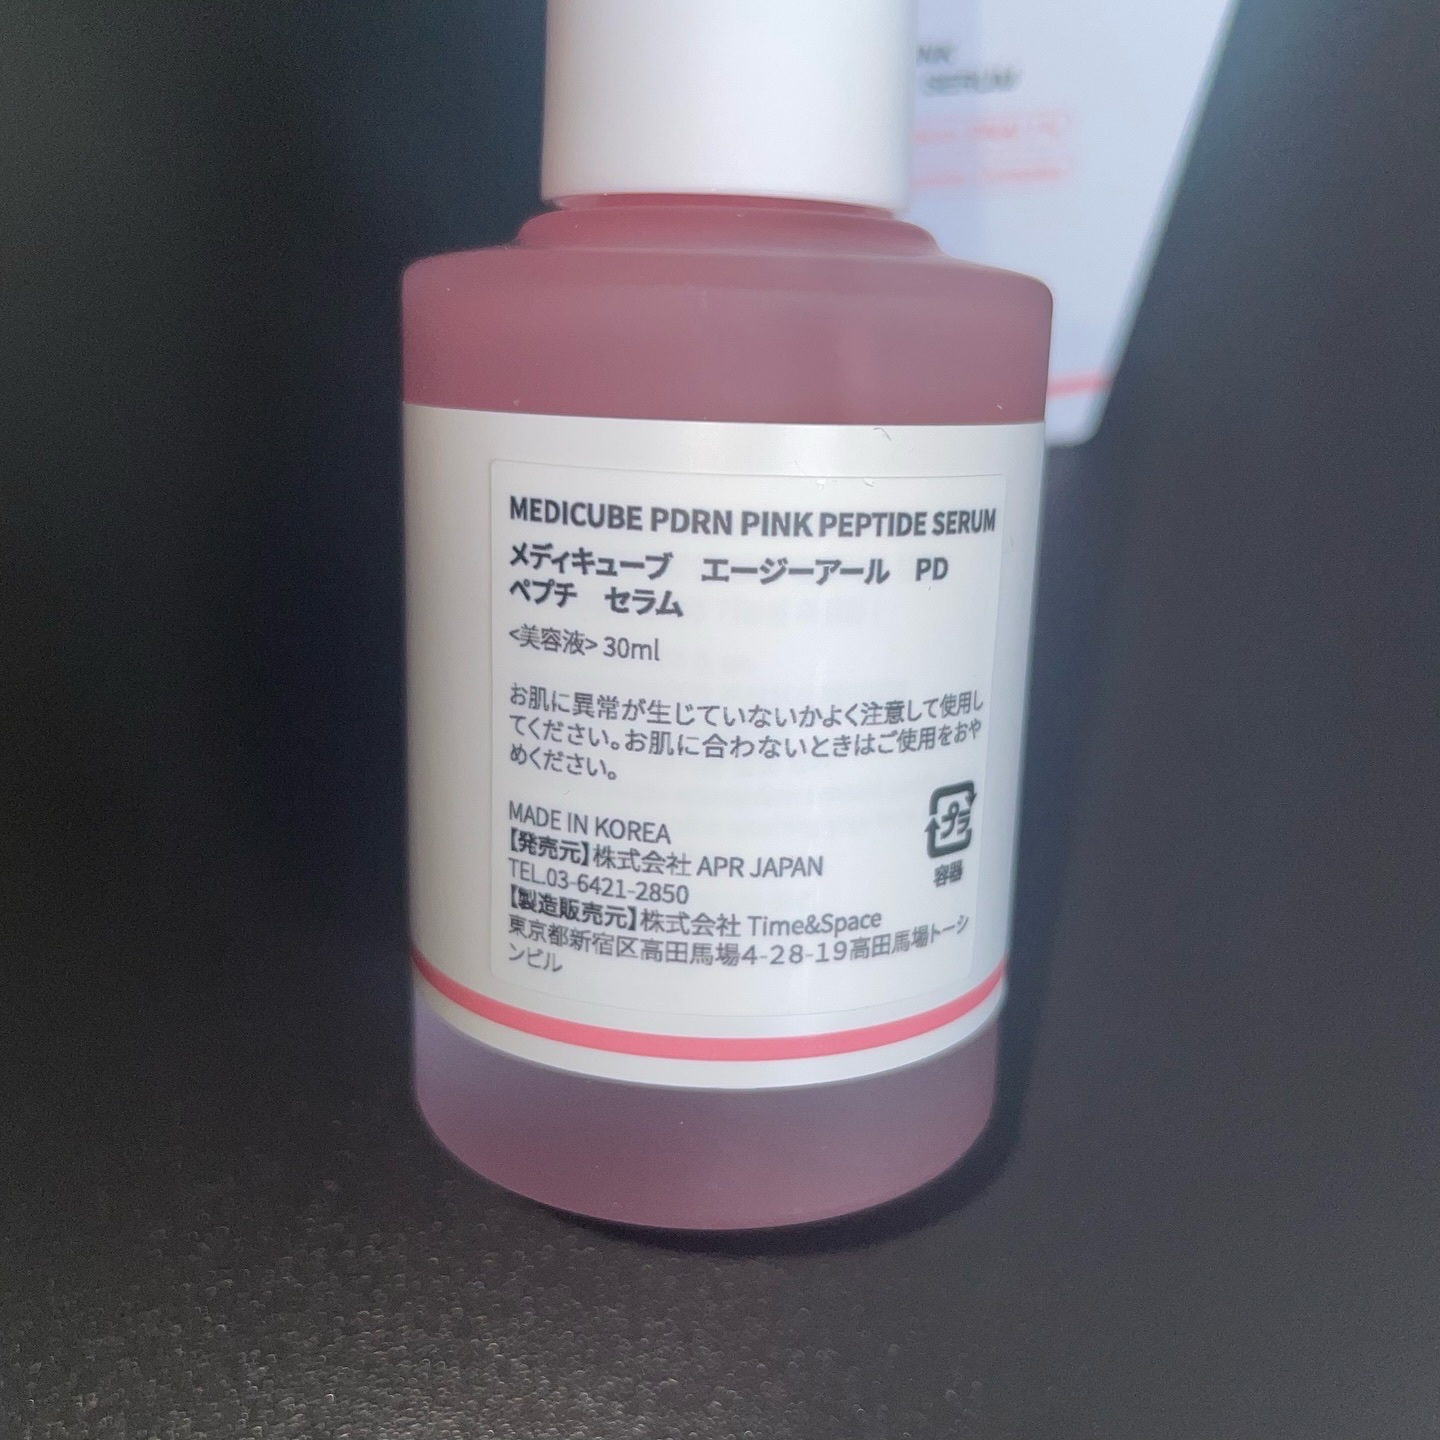 SERUM
MEDICUBE PDRN PINK PEPTIDE SERUM
メディキューブ　エージーアール　PD
ペプチ　セラム
<美容液> 30ml
お肌に異常が生じていないかよく注意して使用し
てください。お肌に合わないときはご使用をおや
めください。
MADE IN KOREA
【発売元】株式会社 APR JAPAN
TEL.03-6421-2850
【製造販売元】株式会社 Time&Space
東京都新宿区高田馬場4-28-19高田馬場トーシ
ンビル
プラ
容器